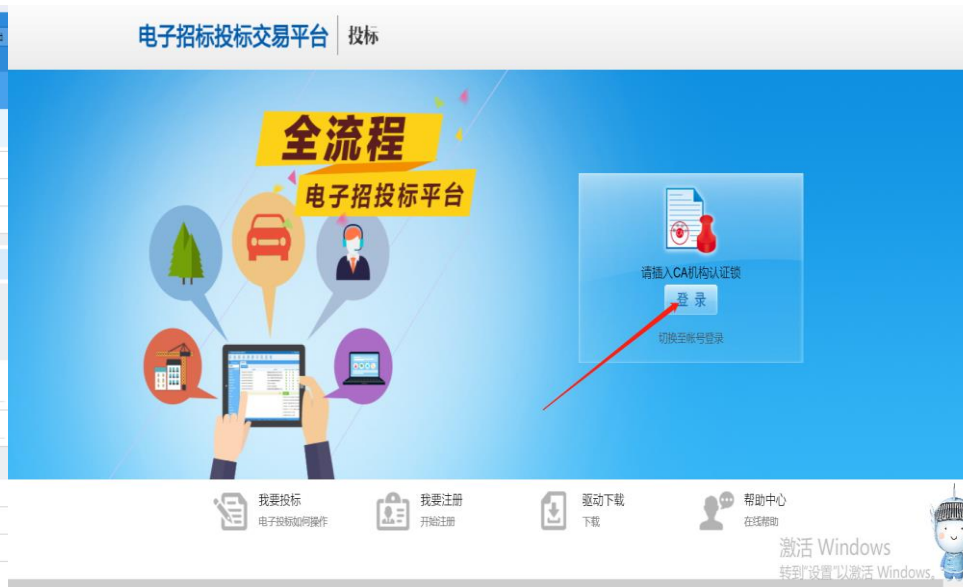 电子招标投标交易平台
投标
全流程
电子招投标平台
请插入CA机构认证锁
登 录
切换至帐号登录
我要投标
电子投标如何操作
我要注册
开始注册
驱动下载
下载
帮助中心
在线帮助
激活 Windows
转到"设置"以激活 Windows。